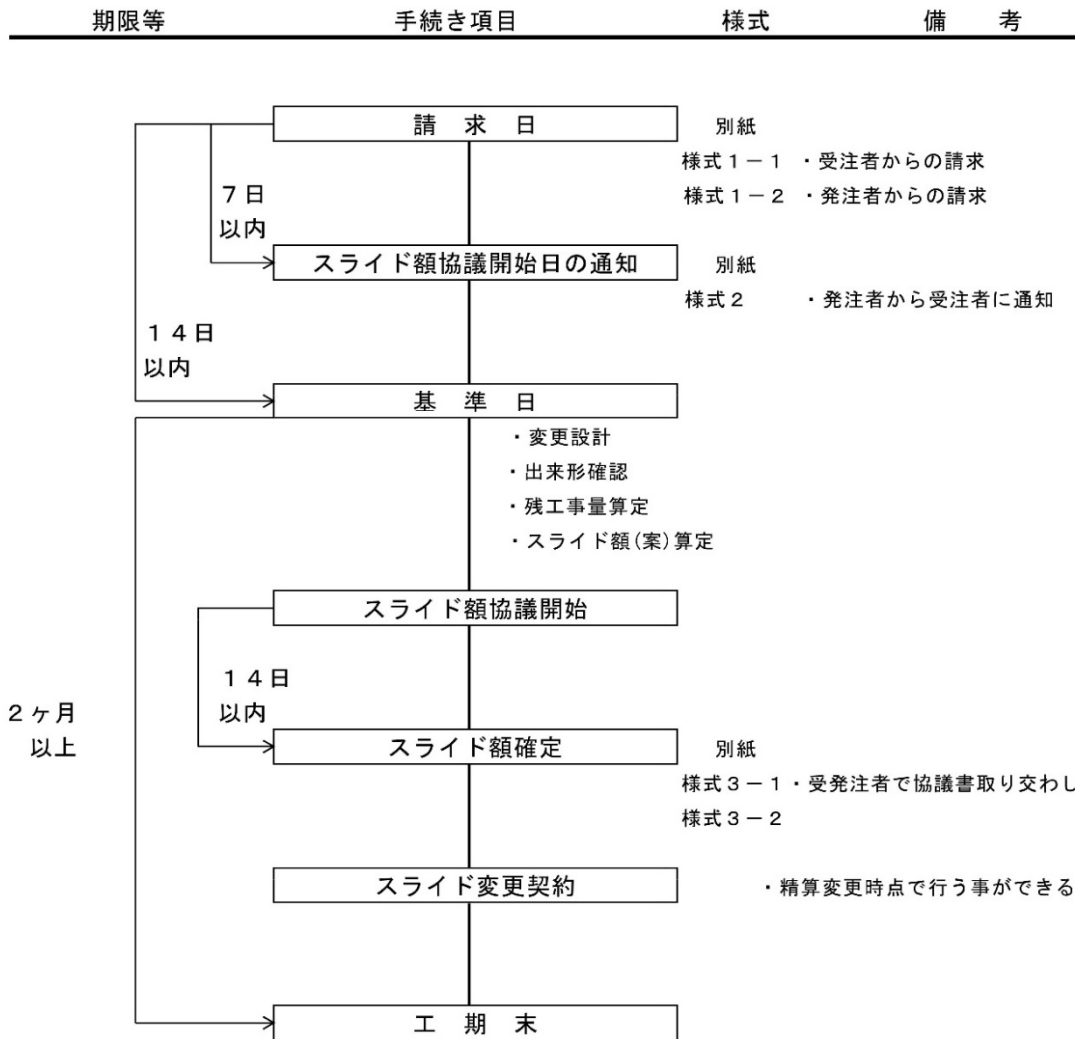 期限等 手続き項目 様式 備 考
請 求 日 別紙
様式1-1 ・受注者からの請求
様式1-2 ・発注者からの請求
7日
以内
スライド額協議開始日の通知 別紙
様式2 ・発注者から受注者に通知
14日
以内
基 準 日
・変更設計
・出来形確認
・残工事量算定
・スライド額(案)算定
スライド額協議開始
14日
以内
2ヶ月
以上
スライド額確定 別紙
様式3-1・受発注者で協議書取り交わし
様式3-2
スライド変更契約 ・精算変更時点で行う事ができる
工 期 末